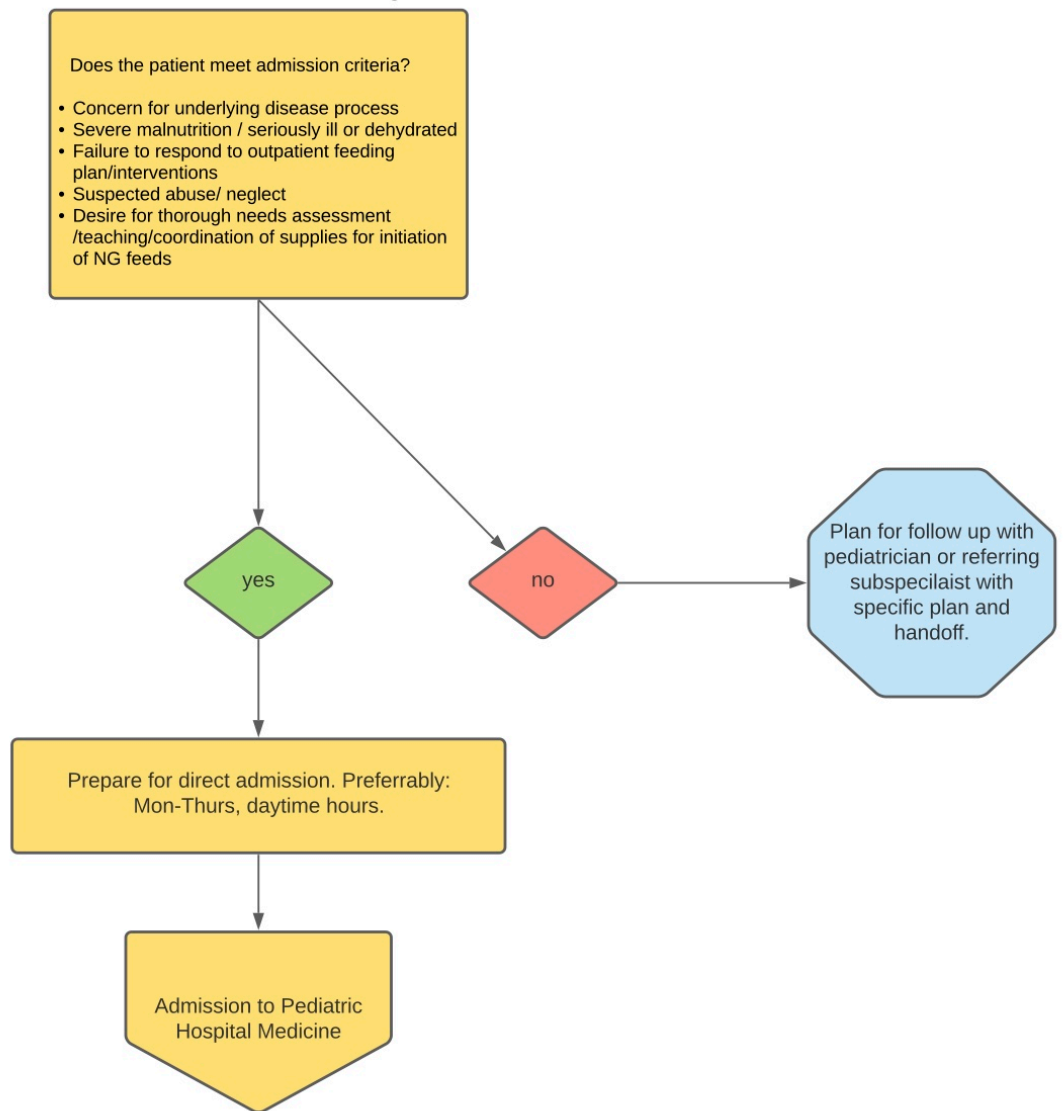 Does the patient meet admission criteria?
• Concern for underlying disease process
• Severe malnutrition / seriously ill or dehydrated
• Failure to respond to outpatient feeding
plan/interventions
• Suspected abuse/ neglect
• Desire for thorough needs assessment
/teaching/coordination of supplies for initiation
of NG feeds
yes
no
Plan for follow up with
pediatrician or referring
subspecilaist with
specific plan and
handoff.
Prepare for direct admission. Preferrably:
Mon-Thurs, daytime hours.
Admission to Pediatric
Hospital Medicine